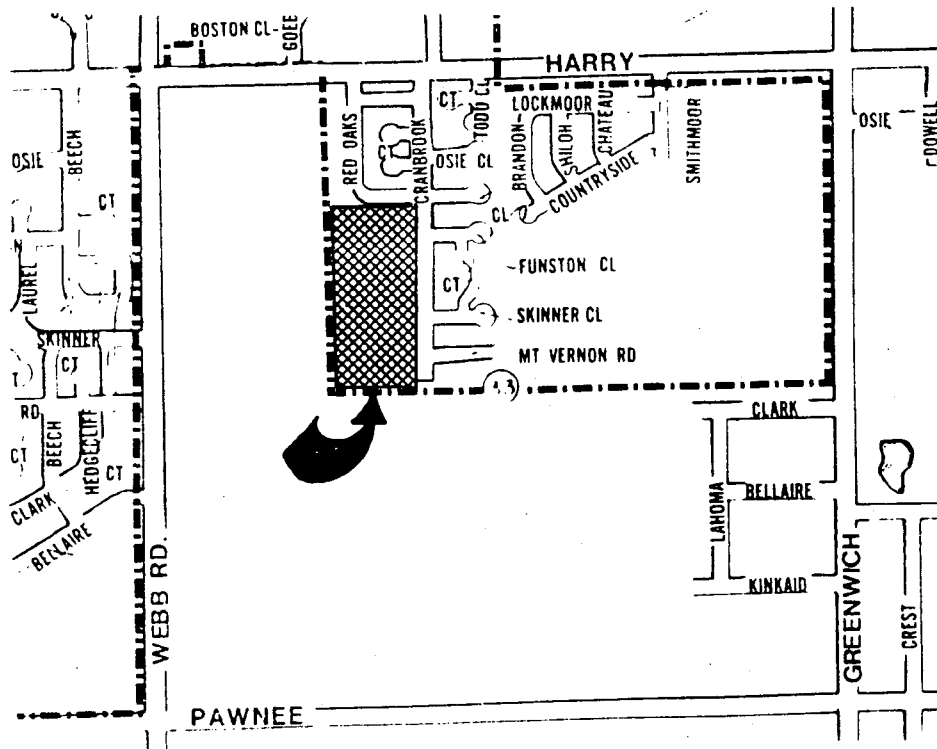 BOSTON CL
GOEB
HARRY
OSIE
BEECH
CT
RED OAKS
CT
CRANBROOK
CT
TODD CL
OSIE CL
LOCKMOOR
BRANDON
SHILOH
CHATEAU
COUNTRYSIDE
SMITHMOOR
OSIE
DOWELL
N
LAUREL
CL
CT
FUNSTON CL
SKINNER CL
MT VERNON RD
SKINNER
CT
T
RD
CT
BEECH
HEDGECLIFF
CT
CLARK
BELLAIRE
CLARK
LAHOMA
BELLAIRE
KINKAID
WEBB RD.
GREENWICH
CREST
PAWNEE